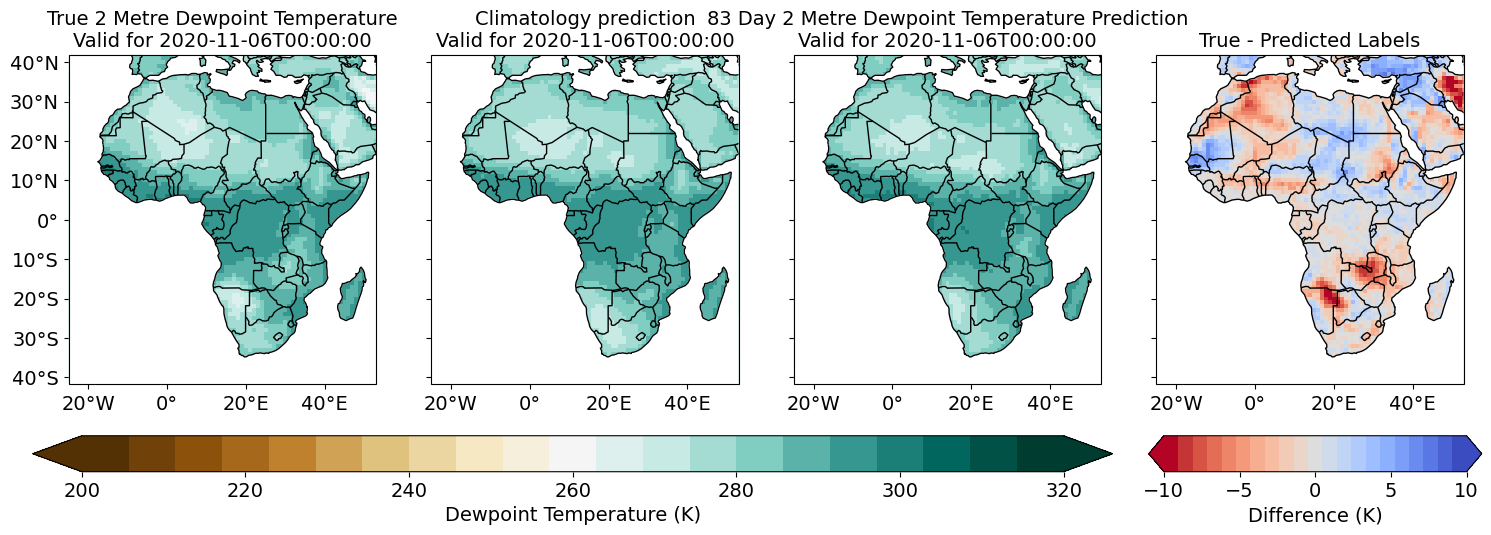 True 2 Metre Dewpoint Temperature
Valid for 2020-11-06T00:00:00
Climatology prediction  83 Day 2 Metre Dewpoint Temperature Prediction
Valid for 2020-11-06T00:00:00
Valid for 2020-11-06T00:00:00
True - Predicted Labels
40°N
30°N
20°N
10°N
0°
10°S
20°S
30°S
40°S
20°W 0° 20°E 40°E
20°W 0° 20°E 40°E
20°W 0° 20°E 40°E
20°W 0° 20°E 40°E
200 220 240 260 280 300 320
Dewpoint Temperature (K)
−10 −5 0 5 10
Difference (K)